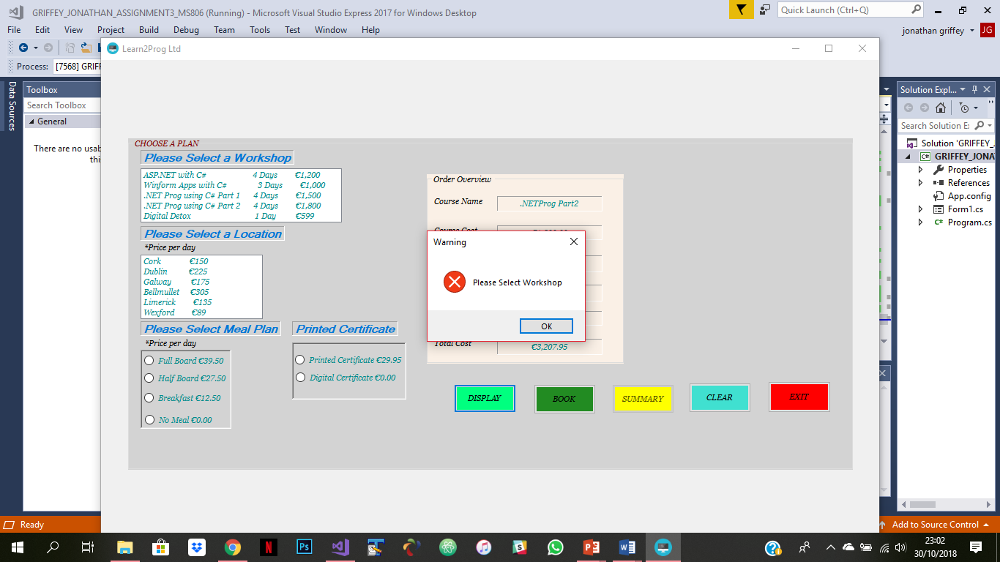 GRIFFEY_JONATHAN_ASSIGNMENT3_MS806 (Running) - Microsoft Visual Studio Express 2017 for Windows Desktop
Quick Launch (Ctrl+Q)
File Edit View Project Build Debug Team Tools Test Window Help
jonathan griffey JG
Process: [7568] GRIFF
Learn2Prog Ltd
Data Sources
Toolbox
Search Toolbox
General
There are no usab
this
CHOOSE A PLAN
Please Select a Workshop
ASP.NET with C# 4 Days €1,200
Winform Apps with C# 3 Days €1,000
.NET Prog using C# Part 1 4 Days €1,500
.NET Prog using C# Part 2 4 Days €1,800
Digital Detox 1 Day €599
Please Select a Location
*Price per day
Cork €150
Dublin €225
Galway €175
Bellmullet €305
Limerick €135
Wexford €89
Please Select Meal Plan
*Price per day
Full Board €39.50
Half Board €27.50
Breakfast €12.50
No Meal €0.00
Printed Certificate
Printed Certificate €29.95
Digital Certificate €0.00
Order Overview
Course Name .NETProg Part2
Course Cost
Warning
Please Select Workshop
OK
Total Cost €3,207.95
DISPLAY BOOK SUMMARY CLEAR EXIT
Solution Expl...
Search Solution E
Solution 'GRIFFEY_
GRIFFEY_JONA
Properties
References
App.config
Form1.cs
Program.cs
Ready
Add to Source Control
23:02
30/10/2018